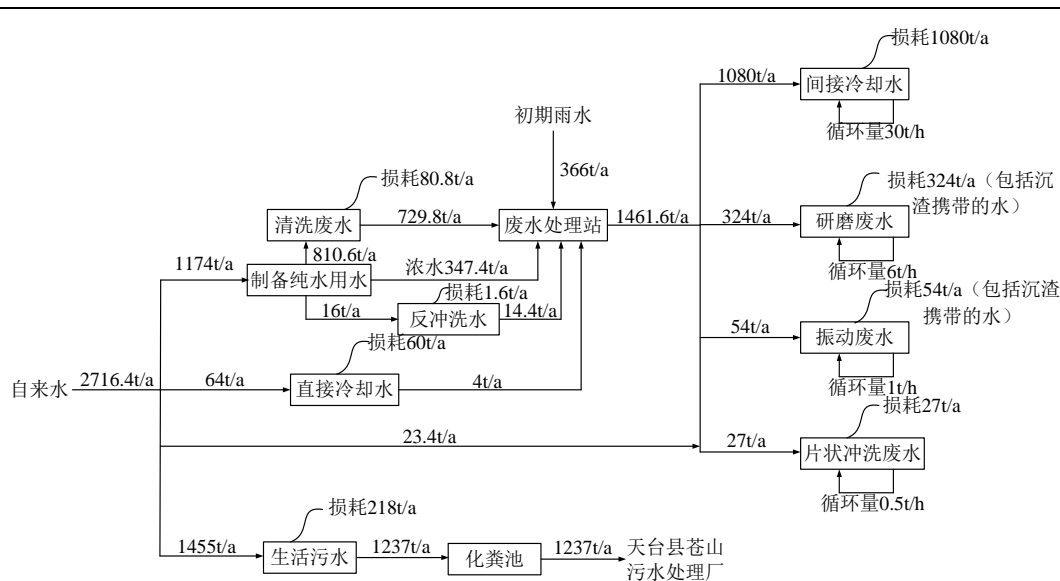 损耗1080t/a
1080t/a
间接冷却水
循环量30t/h
初期雨水
366t/a
损耗80.8t/a
清洗废水
729.8t/a
废水处理站
1461.6t/a
损耗324t/a（包括沉
渣携带的水）
324t/a
研磨废水
循环量6t/h
810.6t/a
1174t/a
制备纯水用水
浓水347.4t/a
损耗1.6t/a
16t/a
反冲洗水
14.4t/a
损耗54t/a（包括沉渣
携带的水）
54t/a
振动废水
循环量1t/h
损耗60t/a
自来水
2716.4t/a
64t/a
直接冷却水
4t/a
损耗27t/a
23.4t/a
27t/a
片状冲洗废水
循环量0.5t/h
损耗218t/a
1455t/a
生活污水
1237t/a
化粪池
1237t/a
天台县苍山
污水处理厂